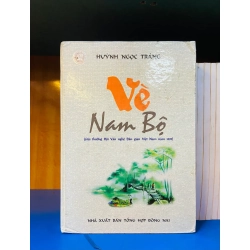 HUỲNH NGỌC TRẢNG
Vè
Nam Bộ
NHÀ XUẤT BẢN TỔNG HỢP ĐỒNG NAI